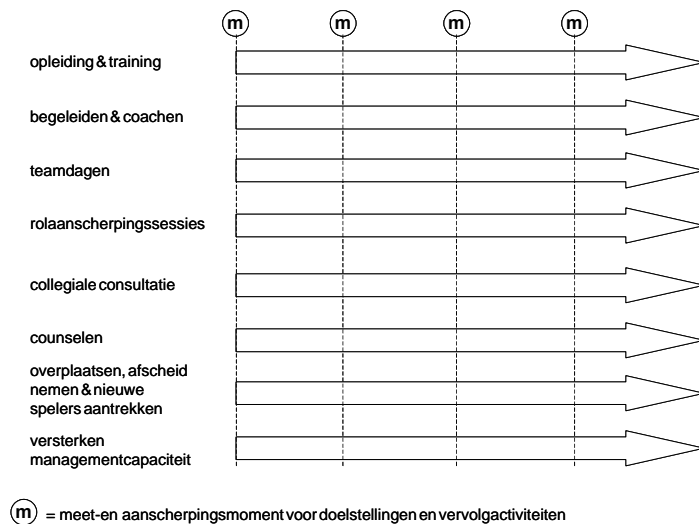 m m m m
opleiding & training
begeleiden & coachen
teamdagen
rolaanscherpingssessies
collegiale consultatie
counselen
overplaatsen, afscheid
nemen & nieuwe
spelers aantrekken
versterken
managementcapaciteit
m = meet-en aanscherpingsmoment voor doelstellingen en vervolgactiviteiten